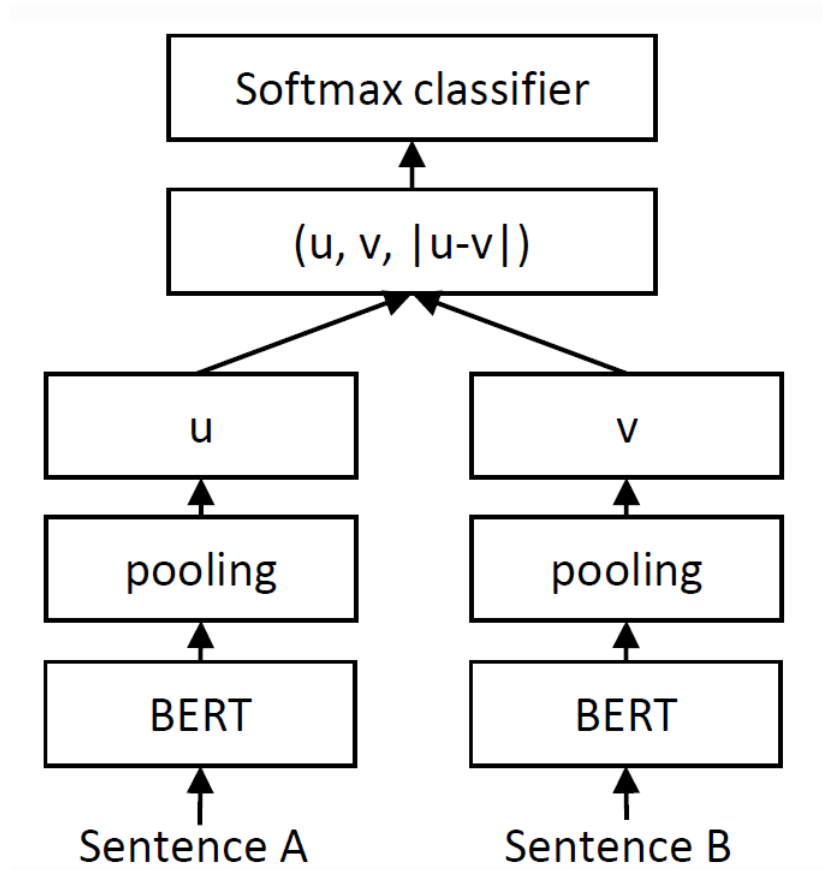 Softmax classifier
(u, v, |u-v|)
u
v
pooling
pooling
BERT
BERT
Sentence A
Sentence B